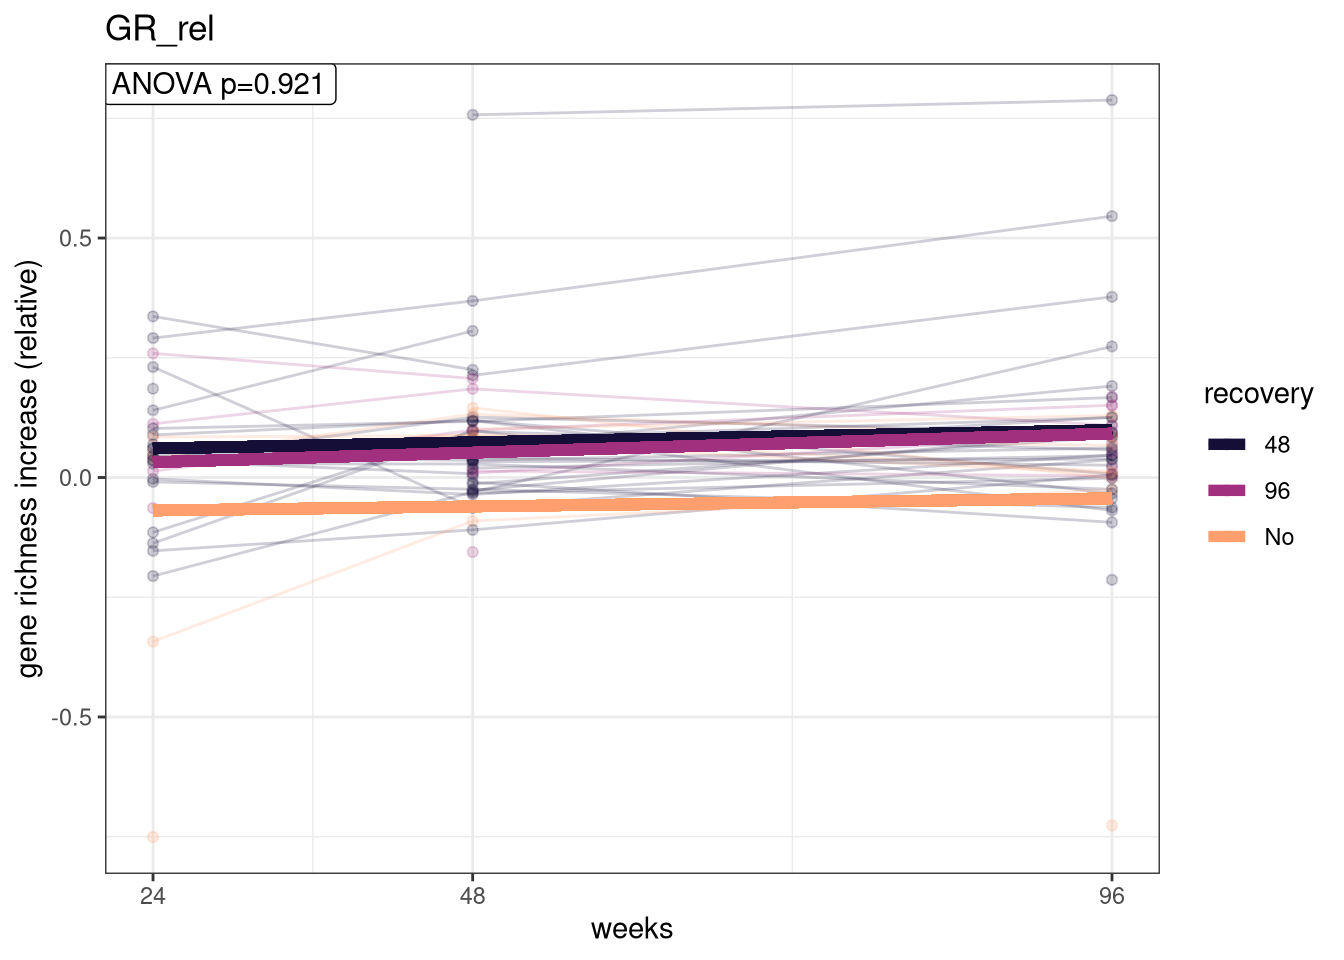 GR_rel
ANOVA p=0.921
gene richness increase (relative)
0.5
0.0
-0.5
24
48
96
weeks
recovery
48
96
No